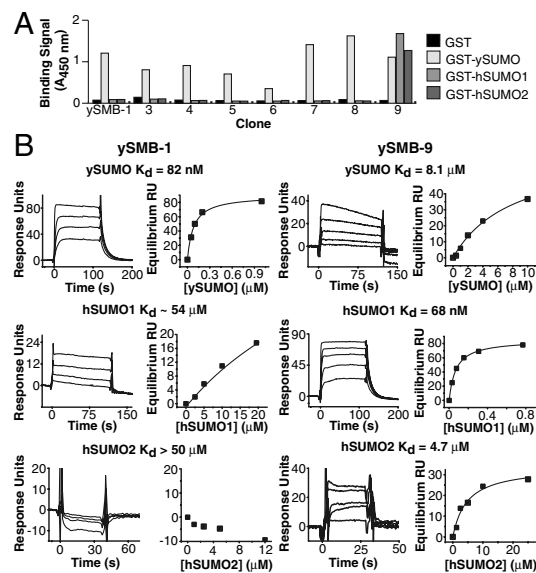 A
Binding Signal
(A450 nm)
2
1
0
GST
GST-ySUMO
GST-hSUMO1
GST-hSUMO2
ySMB-1 3 4 5 6 7 8 9
Clone
B
ySMB-1
ySMB-9
ySUMO Kd = 82 nM
ySUMO Kd = 8.1 μM
Response Units
80
40
0
0 100 200
Time (s)
Equilibrium RU
80
60
40
20
0
0 0.3 0.6 0.9
[ySUMO] (μM)
Response Units
40
20
0
0 75 150
Time (s)
Equilibrium RU
40
30
20
10
0
0 2 4 6 8 10
[ySUMO] (μM)
hSUMO1 Kd ~ 54 μM
hSUMO1 Kd = 68 nM
Response Units
24
12
0
0 75 150
Time (s)
Equilibrium RU
20
16
12
8
4
0
0 5 10 15 20
[hSUMO1] (μM)
Response Units
90
60
30
0
0 100 200
Time (s)
Equilibrium RU
80
60
40
20
0
0 0.4 0.8
[hSUMO1] (μM)
hSUMO2 Kd > 50 μM
hSUMO2 Kd = 4.7 μM
Response Units
20
10
0
-10
0 30 60
Time (s)
Equilibrium RU
20
10
0
-10
0 4 8 12
[hSUMO2] (μM)
Response Units
40
20
0
0 25 50
Time (s)
Equilibrium RU
30
20
10
0
0 10 20
[hSUMO2] (μM)